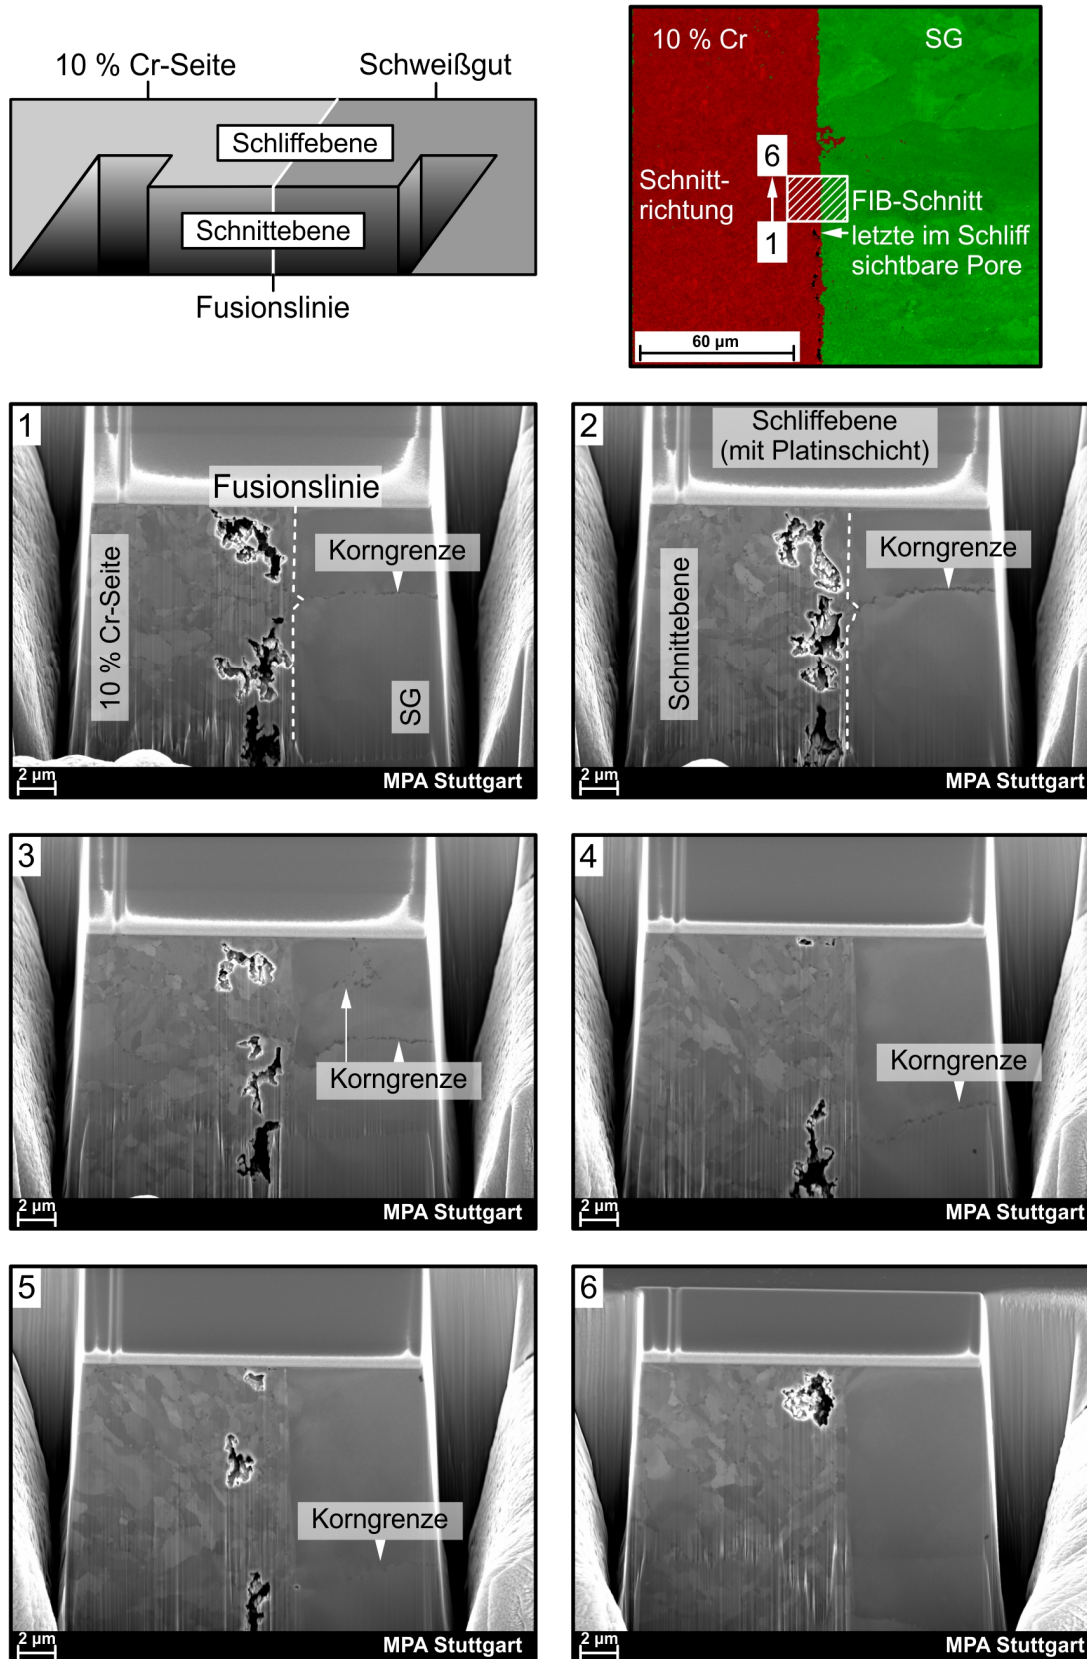 10 % Cr-Seite
Schweißgut
Schliffebene
Schnittebene
Fusionslinie
10 % Cr
SG
6
Schnitt-
richtung
1
FIB-Schnitt
letzte im Schliff
sichtbare Pore
60 µm
1
Fusionslinie
Korngrenze
10 % Cr-Seite
SG
2 µm
MPA Stuttgart
2
Schliffebene
(mit Platinschicht)
Korngrenze
Schnittebene
2 µm
MPA Stuttgart
3
Korngrenze
2 µm
MPA Stuttgart
4
Korngrenze
2 µm
MPA Stuttgart
5
Korngrenze
2 µm
MPA Stuttgart
6
2 µm
MPA Stuttgart